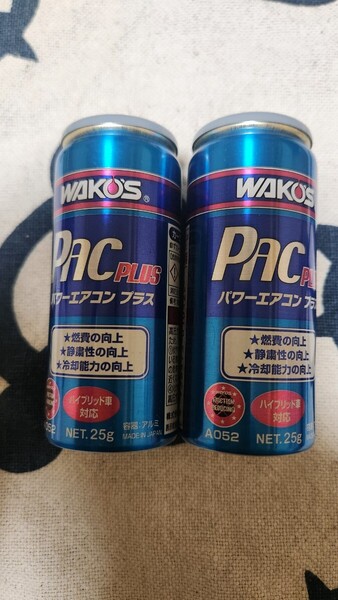 WAKO'S®
PAC PLUS
パワーエアコン プラス
★燃費の向上
★静粛性の向上
★冷却能力の向上
ハイブリッド車
対応
NET.25g
容器:アルミ
MADE IN JAPAN
WAKO'S
PAC
パワーエアコン プラス
★燃費の向上
★静粛性の向上
★冷却能力の向上
ハイブリッド車
対応
A052
NET.25g